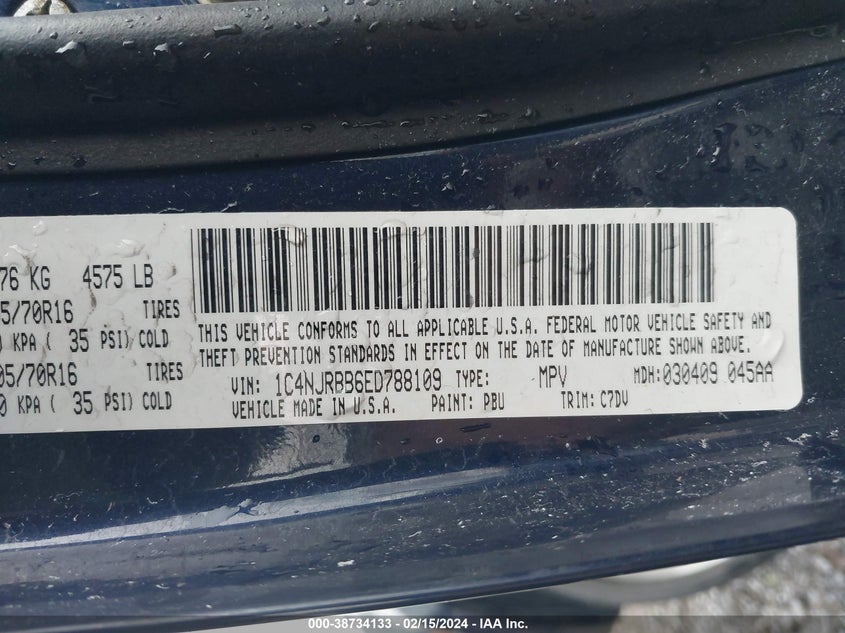 76 KG 4575 LB
5/70R16 TIRES
KPA ( 35 PSI) COLD
05/70R16 TIRES
0 KPA ( 35 PSI) COLD
THIS VEHICLE CONFORMS TO ALL APPLICABLE U.S.A. FEDERAL MOTOR VEHICLE SAFETY AND
THEFT PREVENTION STANDARDS IN EFFECT ON THE DATE OF MANUFACTURE SHOWN ABOVE.
VIN: 1C4NJRBB6ED788109 TYPE: MPV MDH: 030409 045AA
VEHICLE MADE IN U.S.A. PAINT: PBU TRIM: C7DV
000-38734133 - 02/15/2024 - IAA Inc.